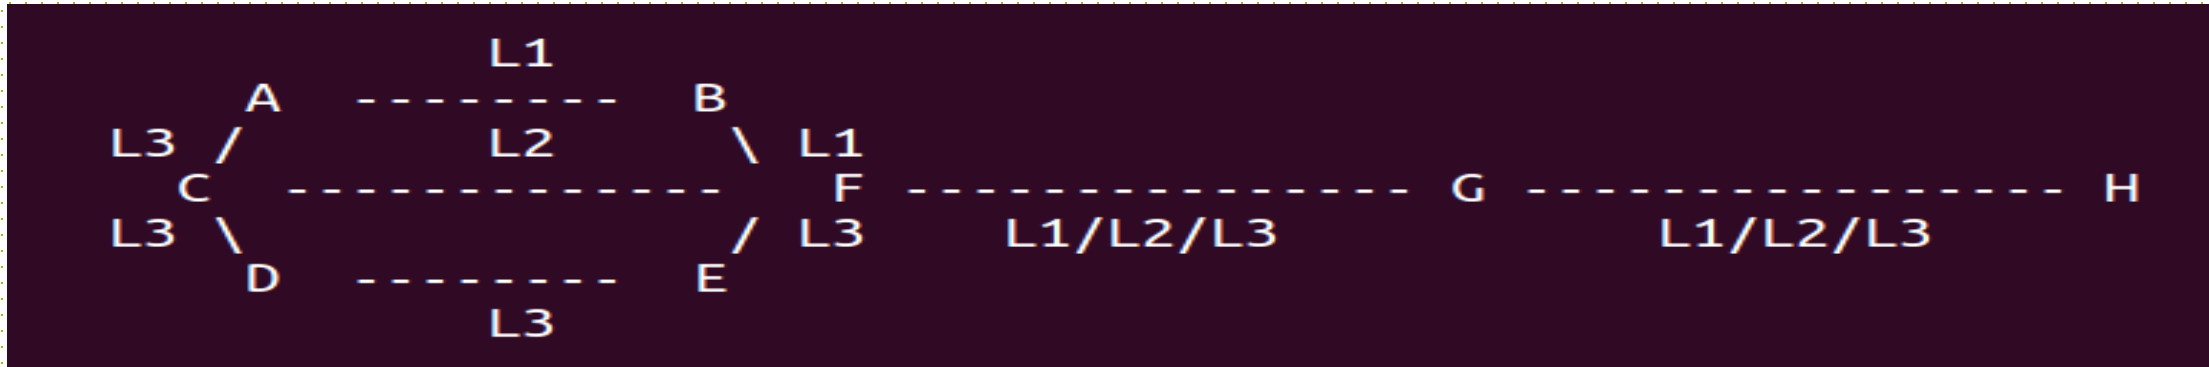 L1
A -------- B
L3 / L2 \ L1
C ------------- F --------------- G ---------------- H
L3 \ / L3 L1/L2/L3 L1/L2/L3
D -------- E
L3